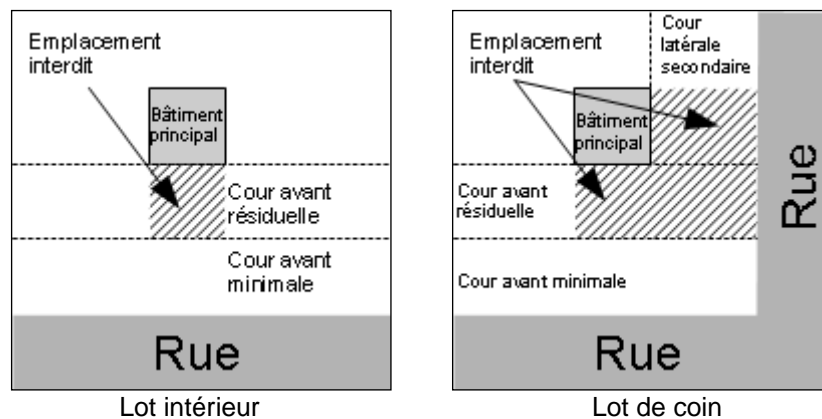 Emplacement
interdit
Bâtiment
principal
Cour avant
résiduelle
Cour avant
minimale
Rue
Lot intérieur
Cour
latérale
secondaire
Emplacement
interdit
Bâtiment
principal
Cour avant
résiduelle
Cour avant minimale
Rue
Rue
Lot de coin